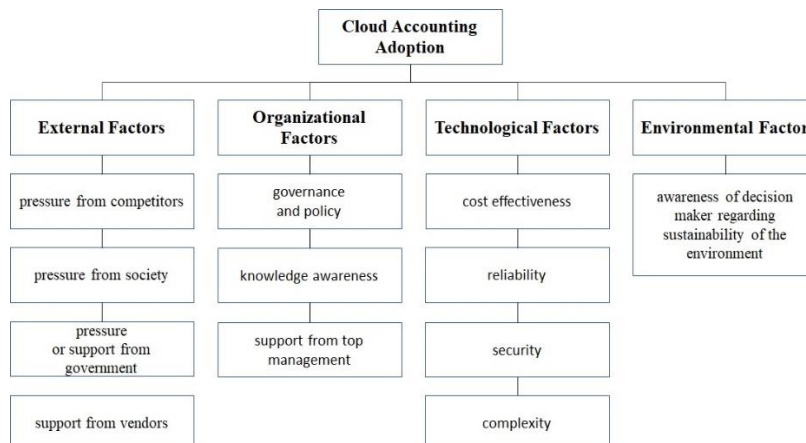 Cloud Accounting
Adoption
External Factors
Organizational
Factors
Technological Factors
Environmental Factor
pressure from competitors
governance
and policy
cost effectiveness
awareness of decision
maker regarding
sustainability of the
environment
pressure from society
knowledge awareness
reliability
pressure
or support from
government
support from top
management
security
support from vendors
complexity